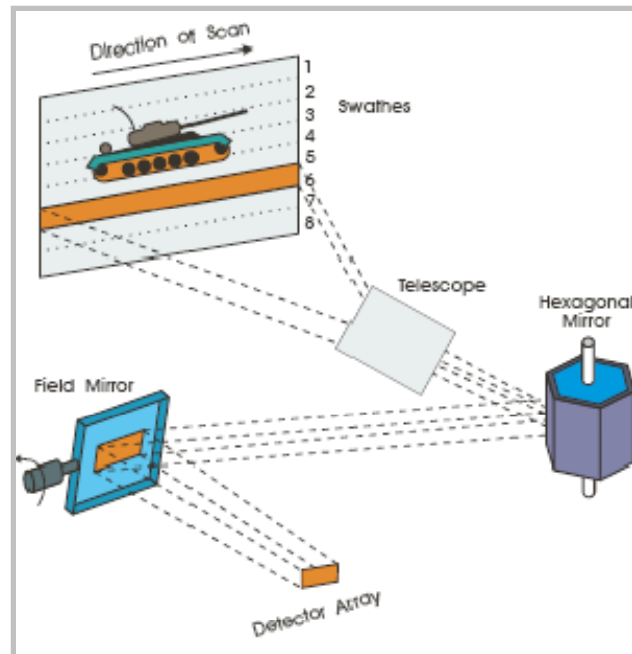 Direction of Scan
1
2
3
4
5
6
7
8
Swathes
Telescope
Hexagonal
Mirror
Field Mirror
Detector Array